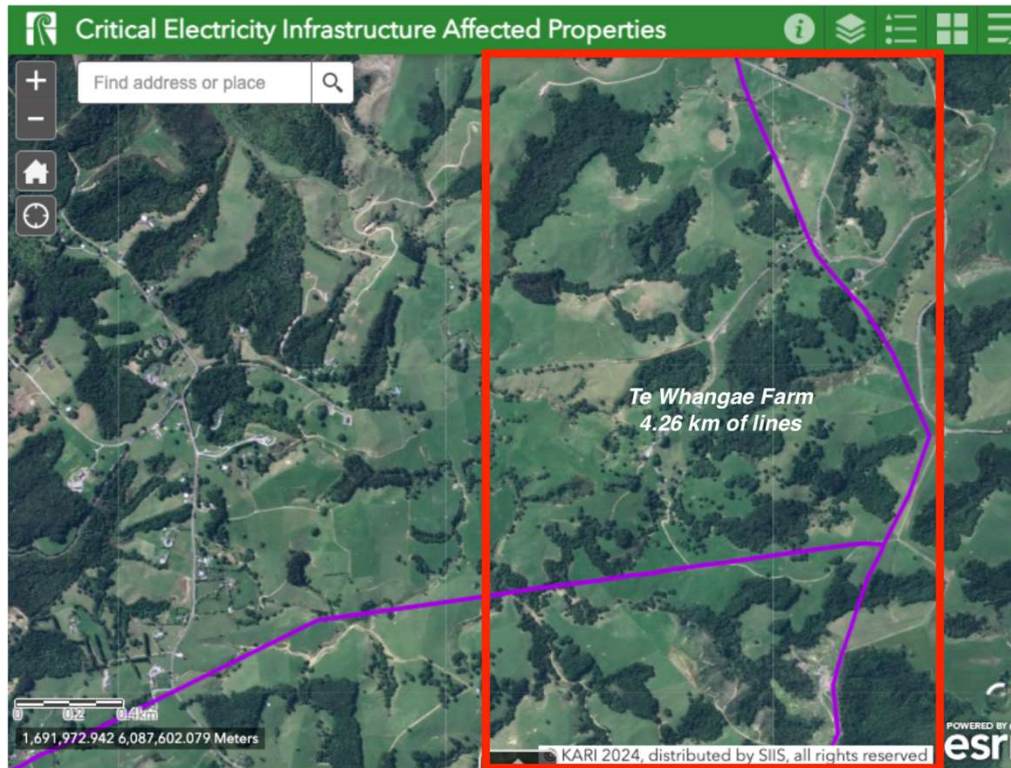 Critical Electricity Infrastructure Affected Properties
+
Find address or place
−
Te Whangae Farm
4.26 km of lines
0 0.2 0.4km
1,691,972.942 6,087,602.079 Meters
© KARI 2024, distributed by SIIS, all rights reserved
POWERED BY
esri